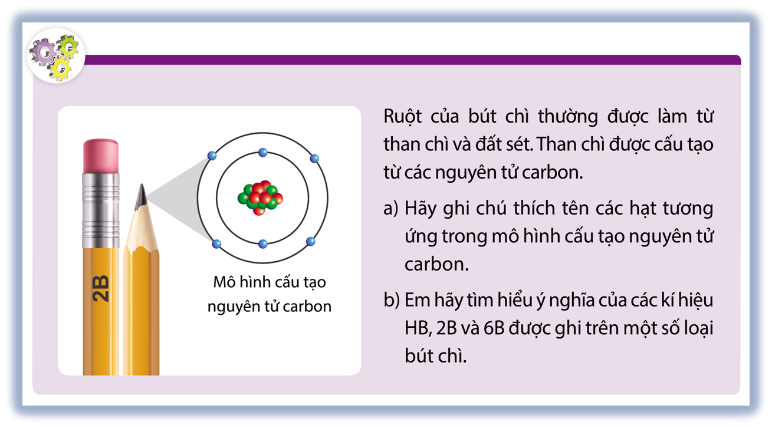 2B
Mô hình cấu tạo
nguyên tử carbon
Ruột của bút chì thường được làm từ
than chì và đất sét. Than chì được cấu tạo
từ các nguyên tử carbon.
a) Hãy ghi chú thích tên các hạt tương
ứng trong mô hình cấu tạo nguyên tử
carbon.
b) Em hãy tìm hiểu ý nghĩa của các kí hiệu
HB, 2B và 6B được ghi trên một số loại
bút chì.